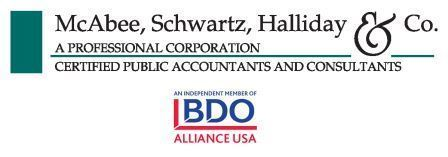 McAbee, Schwartz, Halliday & Co.
A PROFESSIONAL CORPORATION
CERTIFIED PUBLIC ACCOUNTANTS AND CONSULTANTS
AN INDEPENDENT MEMBER OF
BDO
ALLIANCE USA